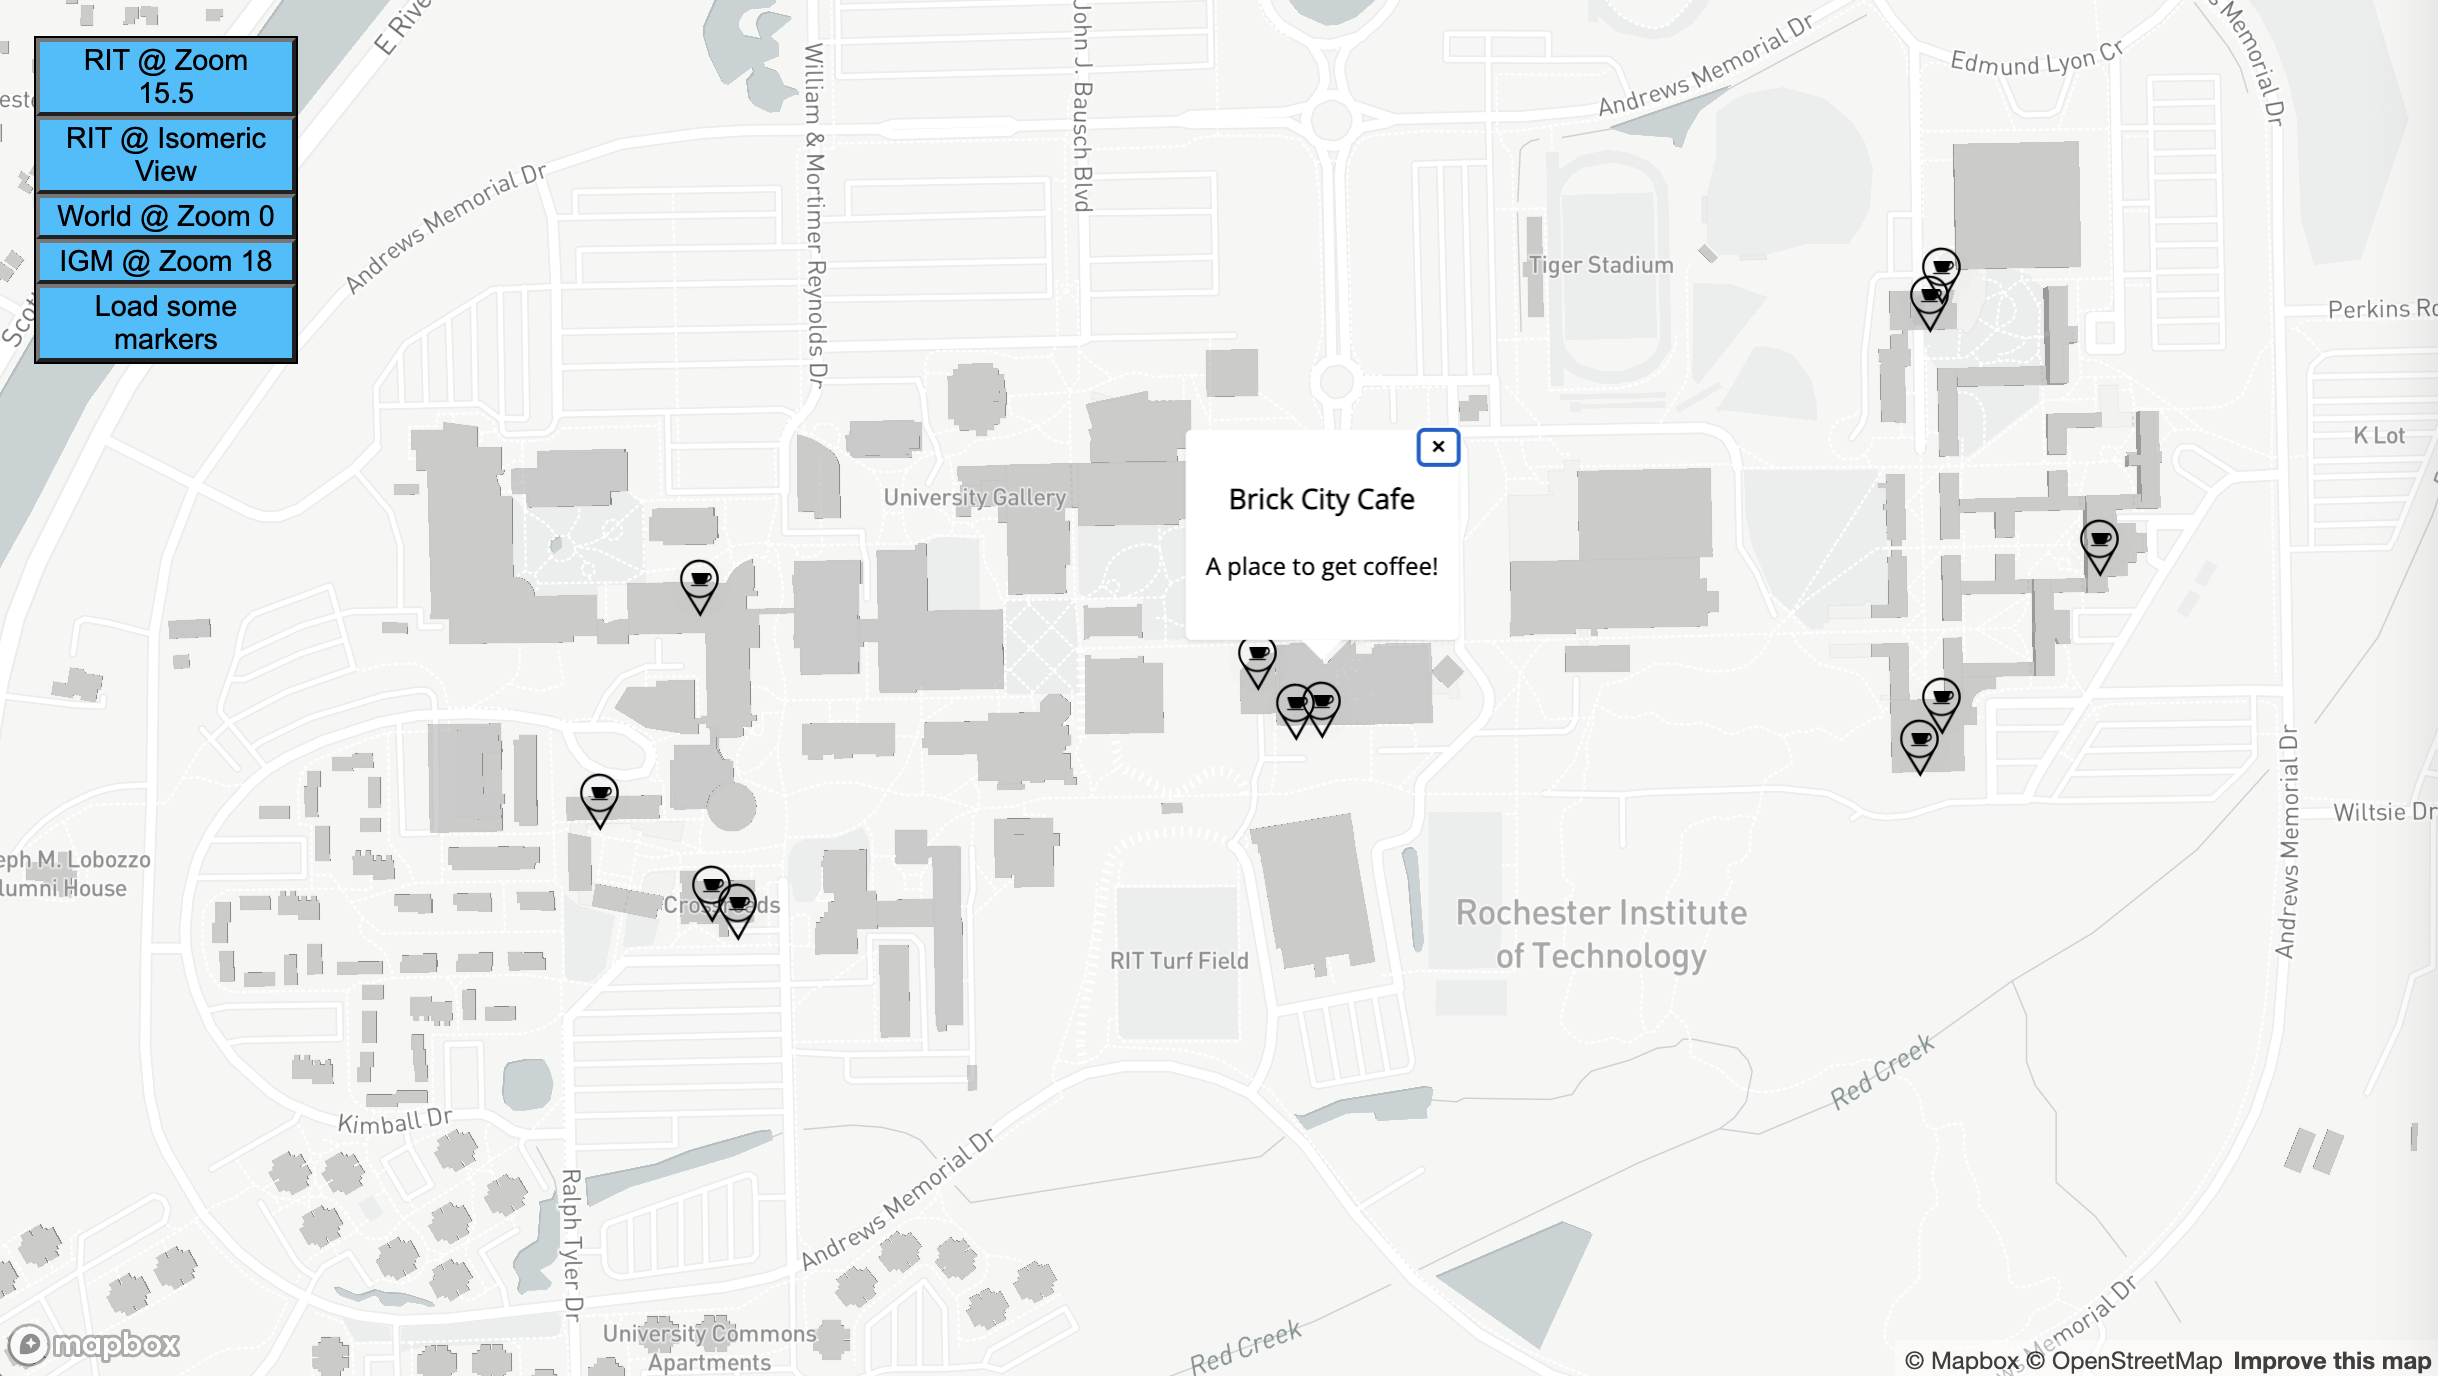 E Rive
RIT @ Zoom
15.5
RIT @ Isomeric
View
World @ Zoom 0
IGM @ Zoom 18
Load some
markers
Andrews Memorial Dr
William & Mortimer Reynolds Dr
John J. Bausch Blvd
Andrews Memorial Dr
Edmund Lyon Cr
s Memorial Dr
Tiger Stadium
Perkins Rd
K Lot
University Gallery
×
Brick City Cafe
A place to get coffee!
Wiltsie Dr
Andrews Memorial Dr
eph M. Lobozzo
lumni House
Crossroads
RIT Turf Field
Rochester Institute
of Technology
Red Creek
Kimball Dr
Ralph Tyler Dr
Andrews Memorial Dr
University Commons
Apartments
Red Creek
ws Memorial Dr
mapbox
© Mapbox © OpenStreetMap Improve this map